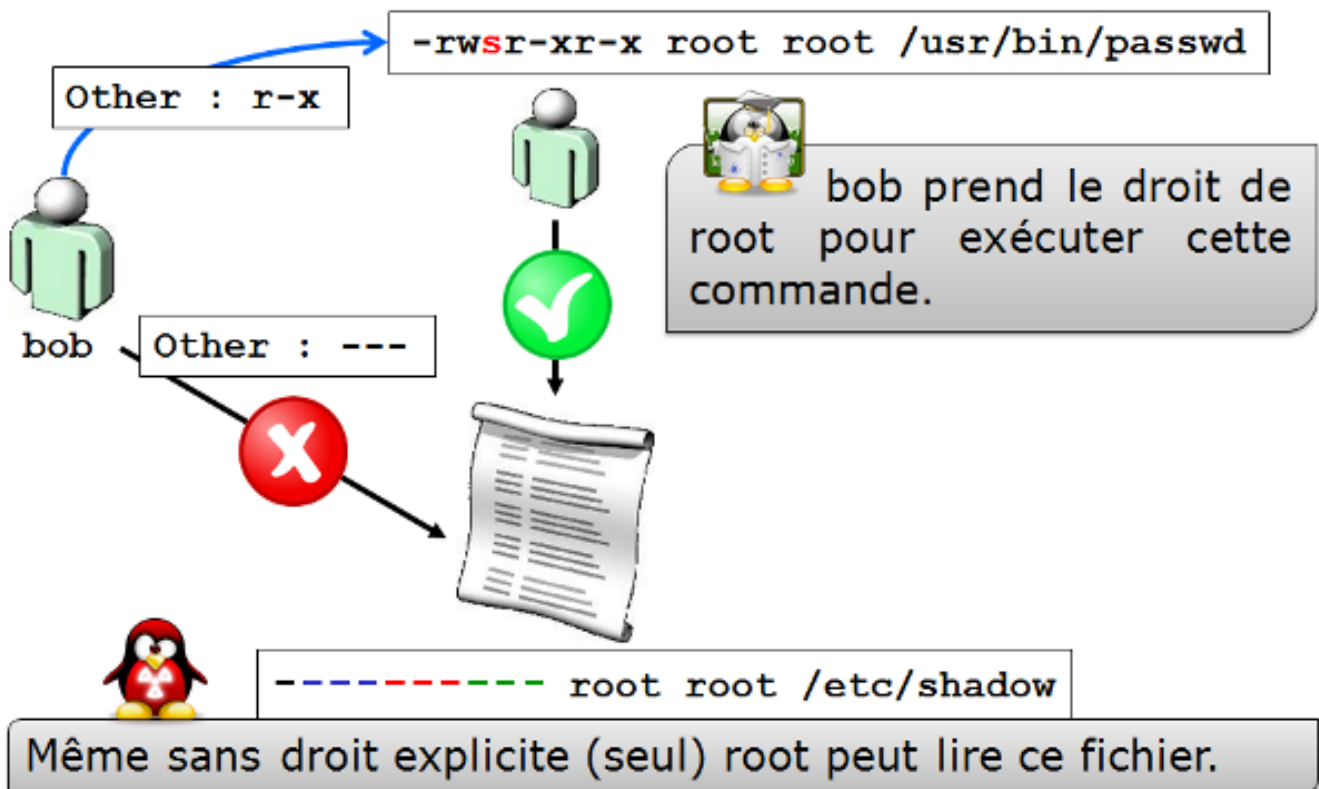 -rwsr-xr-x root root /usr/bin/passwd
Other : r-x
bob prend le droit de
root pour exécuter cette
commande.
bob
Other : ---
---------- root root /etc/shadow
Même sans droit explicite (seul) root peut lire ce fichier.